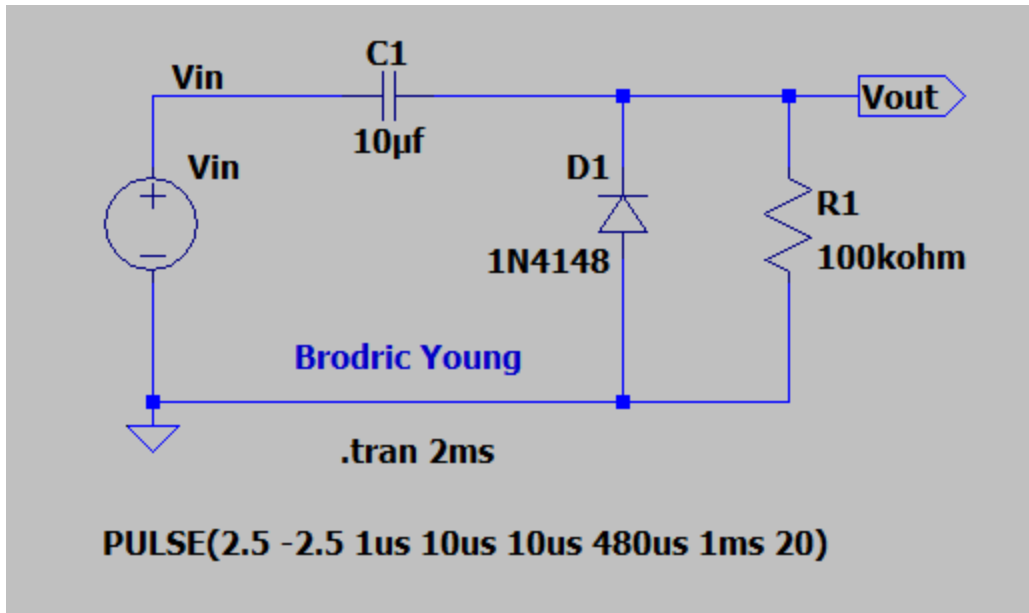 C1
Vin
Vout
10µf
Vin
D1
R1
1N4148
100kohm
Brodric Young
.tran 2ms
PULSE(2.5 -2.5 1us 10us 10us 480us 1ms 20)